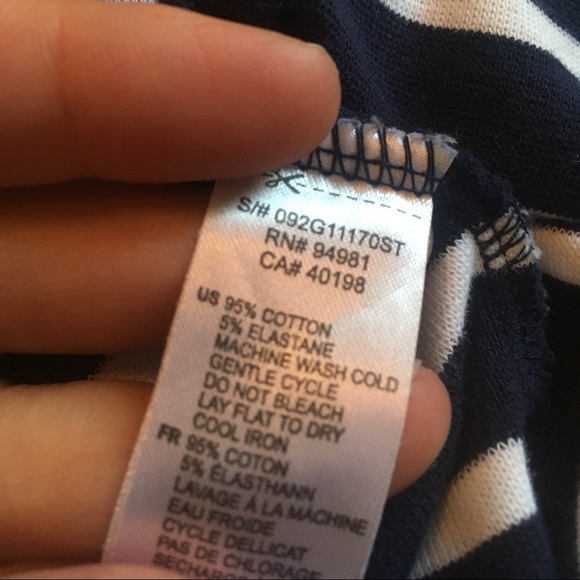 S/# 092G11170ST
RN# 94981
CA# 40198
US 95% COTTON
5% ELASTANE
MACHINE WASH COLD
GENTLE CYCLE
DO NOT BLEACH
LAY FLAT TO DRY
COOL IRON
FR 95% COTON
5% ÉLASTHANN
LAVAGE À LA MACHINE
EAU FROIDE
CYCLE DELLICAT
PAS DE CHLORAGE